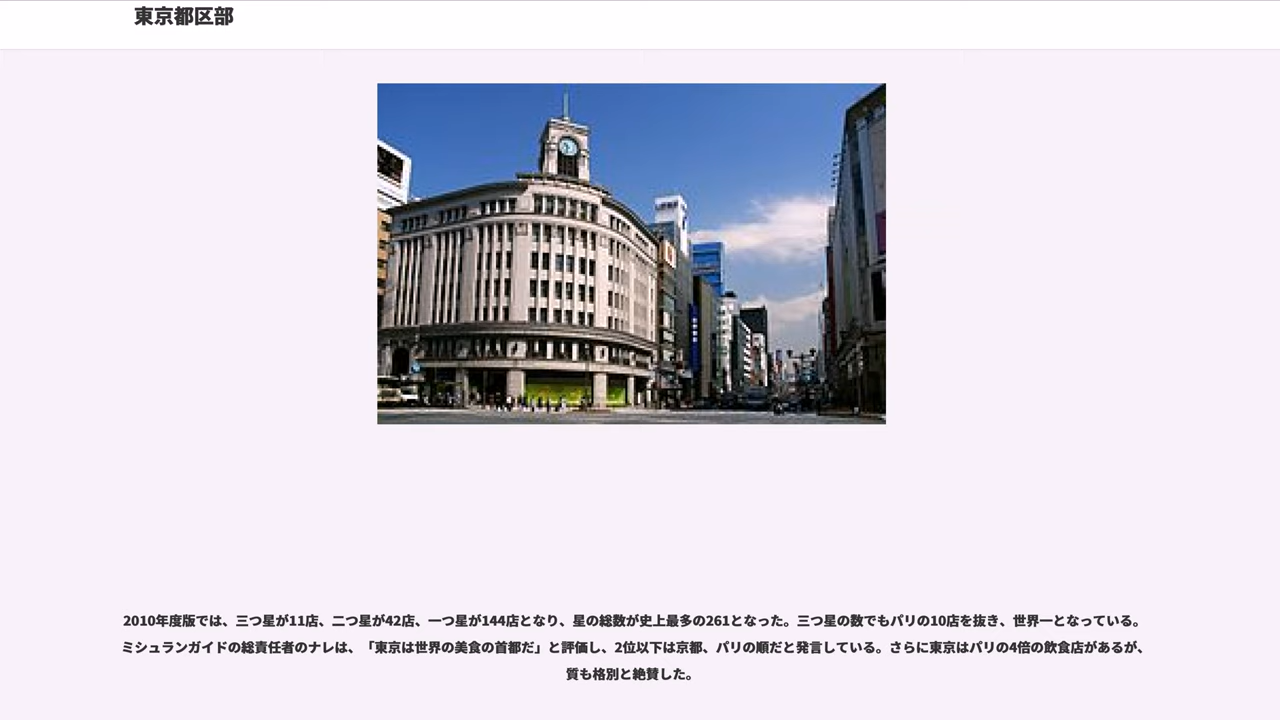 東京都区部
2010年度版では、三つ星が11店、二つ星が42店、一つ星が144店となり、星の総数が史上最多の261となった。三つ星の数でもパリの10店を抜き、世界一となっている。
ミシュランガイドの総責任者のナレは、「東京は世界の美食の首都だ」と評価し、2位以下は京都、パリの順だと発言している。さらに東京はパリの4倍の飲食店があるが、
質も格別と絶賛した。